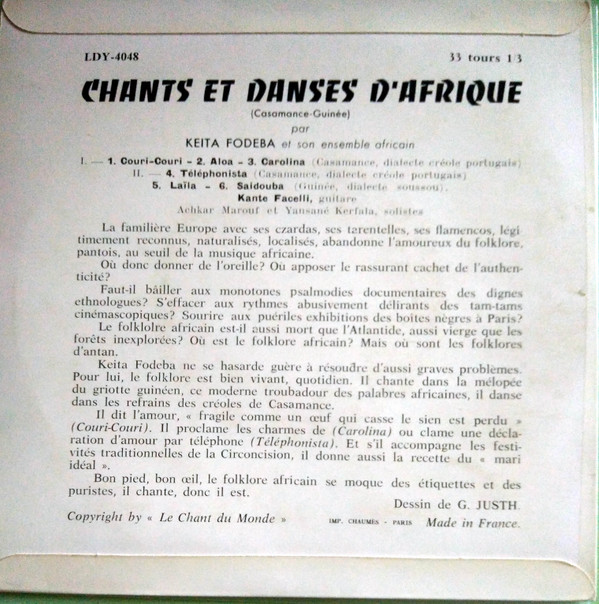 LDY-4048 33 tours 1/3
CHANTS ET DANSES D'AFRIQUE
(Casamance-Guinée)
par
KEITA FODEBA et son ensemble africain
I. — 1. Couri-Couri - 2. Aloa - 3. Carolina (Casamance, dialecte créole portugais)
II. — 4. Téléphonista (Casamance, dialecte créole portugais)
5. Laïla - 6. Saïdouba (Guinée, dialecte soussou).
Kante Facelli, guitare
Achkar Marouf et Yansané Kerfala, solistes
La familière Europe avec ses czardas, ses tarentelles, ses flamencos, légi
timement reconnus, naturalisés, localisés, abandonne l'amoureux du folklore,
pantois, au seuil de la musique africaine.
Où donc donner de l'oreille? Où apposer le rassurant cachet de l'authen-
ticité?
Faut-il bâiller aux monotones psalmodies documentaires des dignes
ethnologues? S'effacer aux rythmes abusivement délirants des tam-tams
cinémascopiques? Sourire aux puériles exhibitions des boîtes nègres à Paris?
Le folklolre africain est-il aussi mort que l'Atlantide, aussi vierge que les
forêts inexplorées? Où est le folklore africain? Mais où sont les folklores
d'antan.
Keita Fodeba ne se hasarde guère à résoudre d'aussi graves problèmes.
Pour lui, le folklore est bien vivant, quotidien. Il chante dans la mélopée
du griotte guinéen, ce moderne troubadour des palabres africaines, il danse
dans les refrains des créoles de Casamance.
Il dit l'amour, « fragile comme un œuf qui casse le sien est perdu »
(Couri-Couri). Il proclame les charmes de (Carolina) ou clame une décla-
ration d'amour par téléphone (Téléphonista). Et s'il accompagne les festi-
vités traditionnelles de la Circoncision, il donne aussi la recette du « mari
idéal ».
Bon pied, bon œil, le folklore africain se moque des étiquettes et des
puristes, il chante, donc il est.
Dessin de G. JUSTH.
Copyright by « Le Chant du Monde » IMP. CHAUMES - PARIS Made in France.